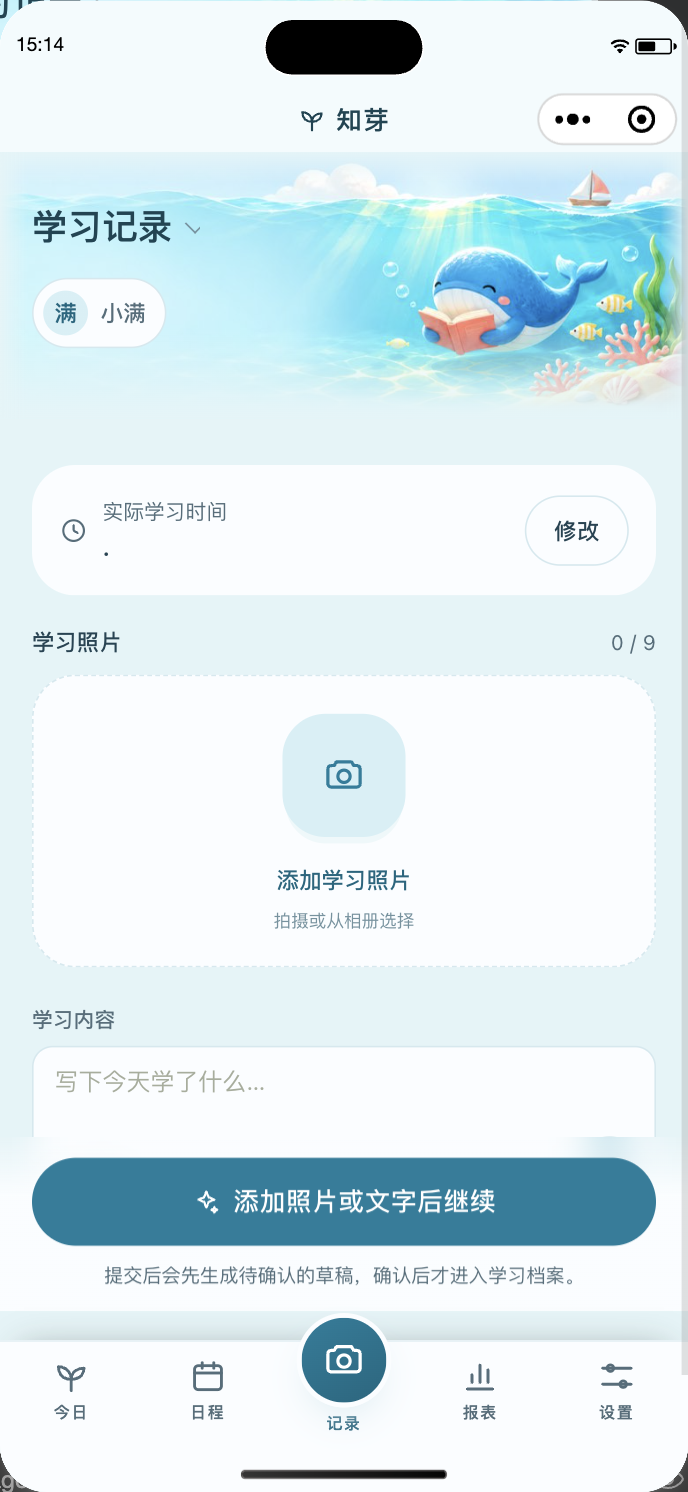 15:14
知芽
学习记录
满 小满
实际学习时间
·
修改
学习照片
0 / 9
添加学习照片
拍摄或从相册选择
学习内容
写下今天学了什么...
添加照片或文字后继续
提交后会先生成待确认的草稿，确认后才进入学习档案。
今日 日程 记录 报表 设置